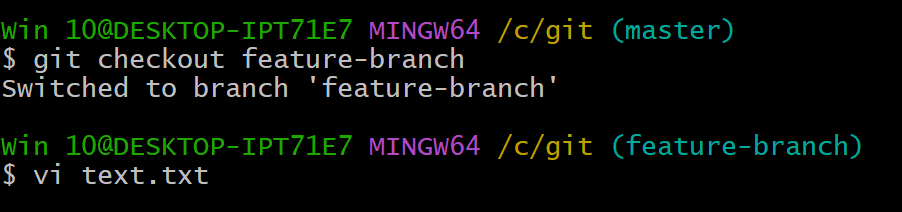 Win 10@DESKTOP-IPT71E7 MINGW64 /c/git (master)
$ git checkout feature-branch
Switched to branch 'feature-branch'
Win 10@DESKTOP-IPT71E7 MINGW64 /c/git (feature-branch)
$ vi text.txt